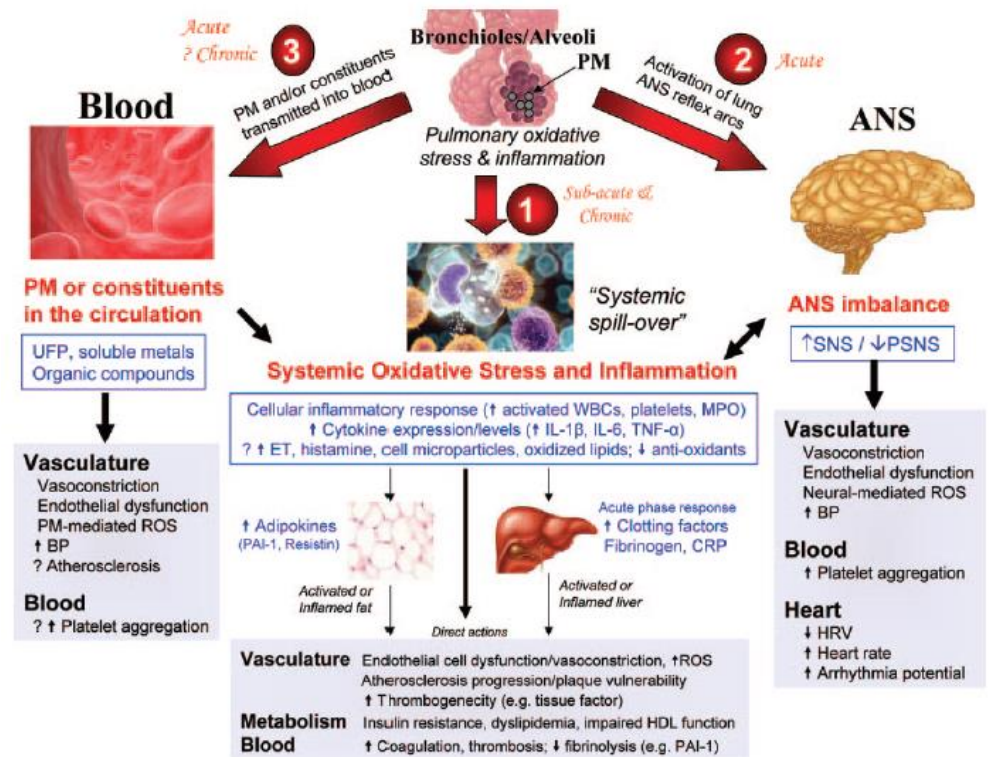 Acute
? Chronic
3
PM and/or constituents
transmitted into blood
Bronchioles/Alveoli
PM
Pulmonary oxidative
stress & inflammation
2
Acute
Activation of lung
ANS reflex arcs
Blood
ANS
1
Sub-acute &
Chronic
"Systemic
spill-over"
PM or constituents
in the circulation
UFP, soluble metals
Organic compounds
Vasculature
Vasoconstriction
Endothelial dysfunction
PM-mediated ROS
↑ BP
? Atherosclerosis
Blood
? ↑ Platelet aggregation
Systemic Oxidative Stress and Inflammation
Cellular inflammatory response (↑ activated WBCs, platelets, MPO)
↑ Cytokine expression/levels (↑ IL-1β, IL-6, TNF-α)
? ↑ ET, histamine, cell microparticles, oxidized lipids; ↓ anti-oxidants
↑ Adipokines
(PAI-1, Resistin)
Activated or
Inflamed fat
Acute phase response
↑ Clotting factors
Fibrinogen, CRP
Activated or
Inflamed liver
Direct actions
Vasculature Endothelial cell dysfunction/vasoconstriction, ↑ROS
Atherosclerosis progression/plaque vulnerability
↑ Thrombogenecity (e.g. tissue factor)
Metabolism Insulin resistance, dyslipidemia, impaired HDL function
Blood ↑ Coagulation, thrombosis; ↓ fibrinolysis (e.g. PAI-1)
ANS imbalance
↑SNS / ↓PSNS
Vasculature
Vasoconstriction
Endothelial dysfunction
Neural-mediated ROS
↑ BP
Blood
↑ Platelet aggregation
Heart
↓ HRV
↑ Heart rate
↑ Arrhythmia potential